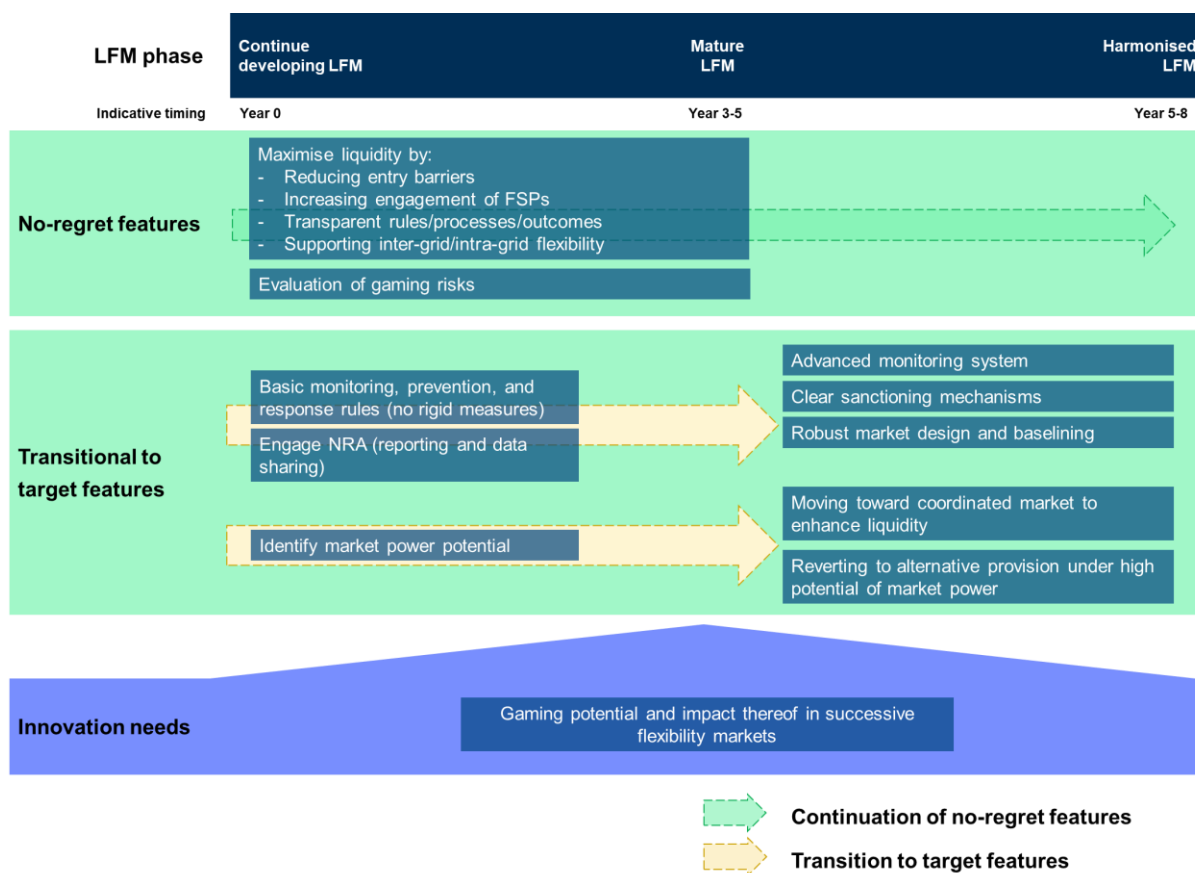 LFM phase
Continue
developing LFM
Mature
LFM
Harmonised
LFM
Indicative timing
Year 0
Year 3-5
Year 5-8
No-regret features
Maximise liquidity by:
- Reducing entry barriers
- Increasing engagement of FSPs
- Transparent rules/processes/outcomes
- Supporting inter-grid/intra-grid flexibility
Evaluation of gaming risks
Transitional to
target features
Basic monitoring, prevention, and
response rules (no rigid measures)
Engage NRA (reporting and data
sharing)
Identify market power potential
Advanced monitoring system
Clear sanctioning mechanisms
Robust market design and baselining
Moving toward coordinated market to
enhance liquidity
Reverting to alternative provision under high
potential of market power
Innovation needs
Gaming potential and impact thereof in successive
flexibility markets
Continuation of no-regret features
Transition to target features